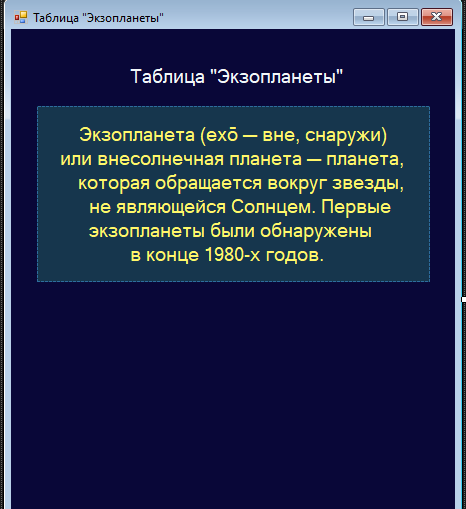 Таблица "Экзопланеты"
Таблица "Экзопланеты"
Экзопланета (exō — вне, снаружи)
или внесолнечная планета — планета,
которая обращается вокруг звезды,
не являющейся Солнцем. Первые
экзопланеты были обнаружены
в конце 1980-х годов.